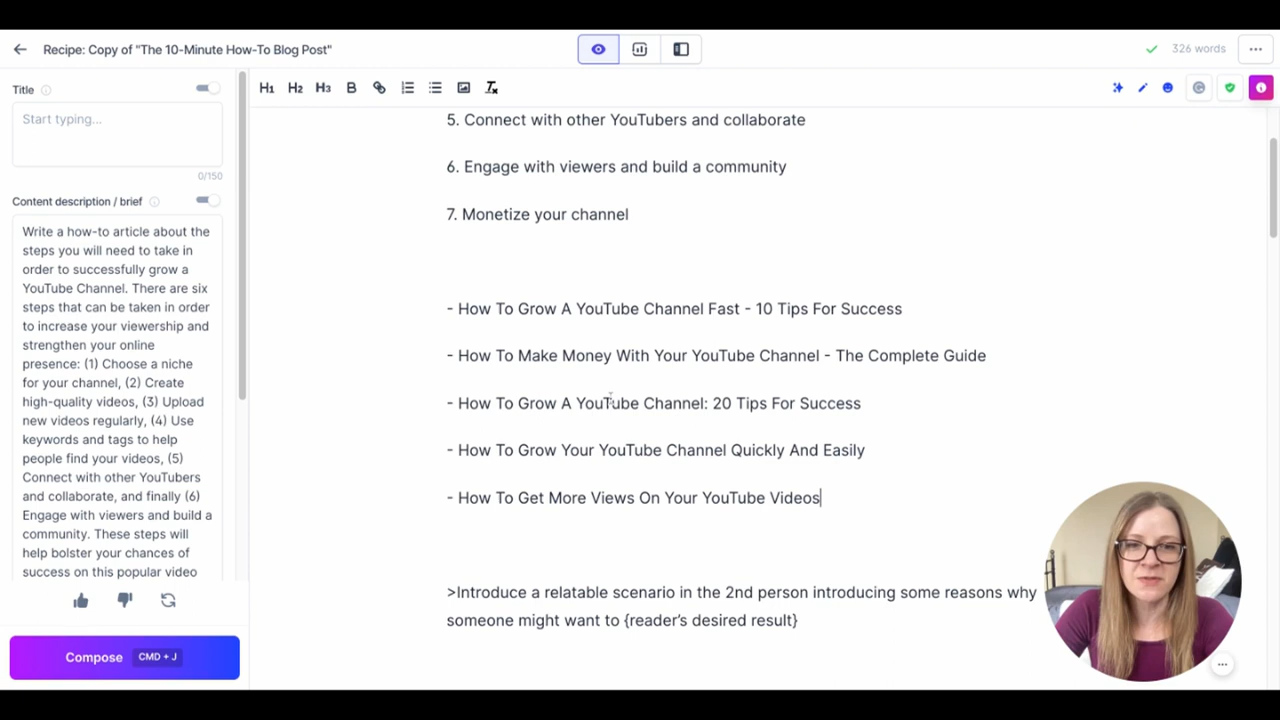 Recipe: Copy of "The 10-Minute How-To Blog Post"
326 words
Title
Start typing...
0/150
Content description / brief
Write a how-to article about the
steps you will need to take in
order to successfully grow a
YouTube Channel. There are six
steps that can be taken in order
to increase your viewership and
strengthen your online
presence: (1) Choose a niche
for your channel, (2) Create
high-quality videos, (3) Upload
new videos regularly, (4) Use
keywords and tags to help
people find your videos, (5)
Connect with other YouTubers
and collaborate, and finally (6)
Engage with viewers and build a
community. These steps will
help bolster your chances of
success on this popular video
Compose CMD + J
H1 H2 H3 B
5. Connect with other YouTubers and collaborate
6. Engage with viewers and build a community
7. Monetize your channel
- How To Grow A YouTube Channel Fast - 10 Tips For Success
- How To Make Money With Your YouTube Channel - The Complete Guide
- How To Grow A YouTube Channel: 20 Tips For Success
- How To Grow Your YouTube Channel Quickly And Easily
- How To Get More Views On Your YouTube Videos
>Introduce a relatable scenario in the 2nd person introducing some reasons why
someone might want to {reader's desired result}